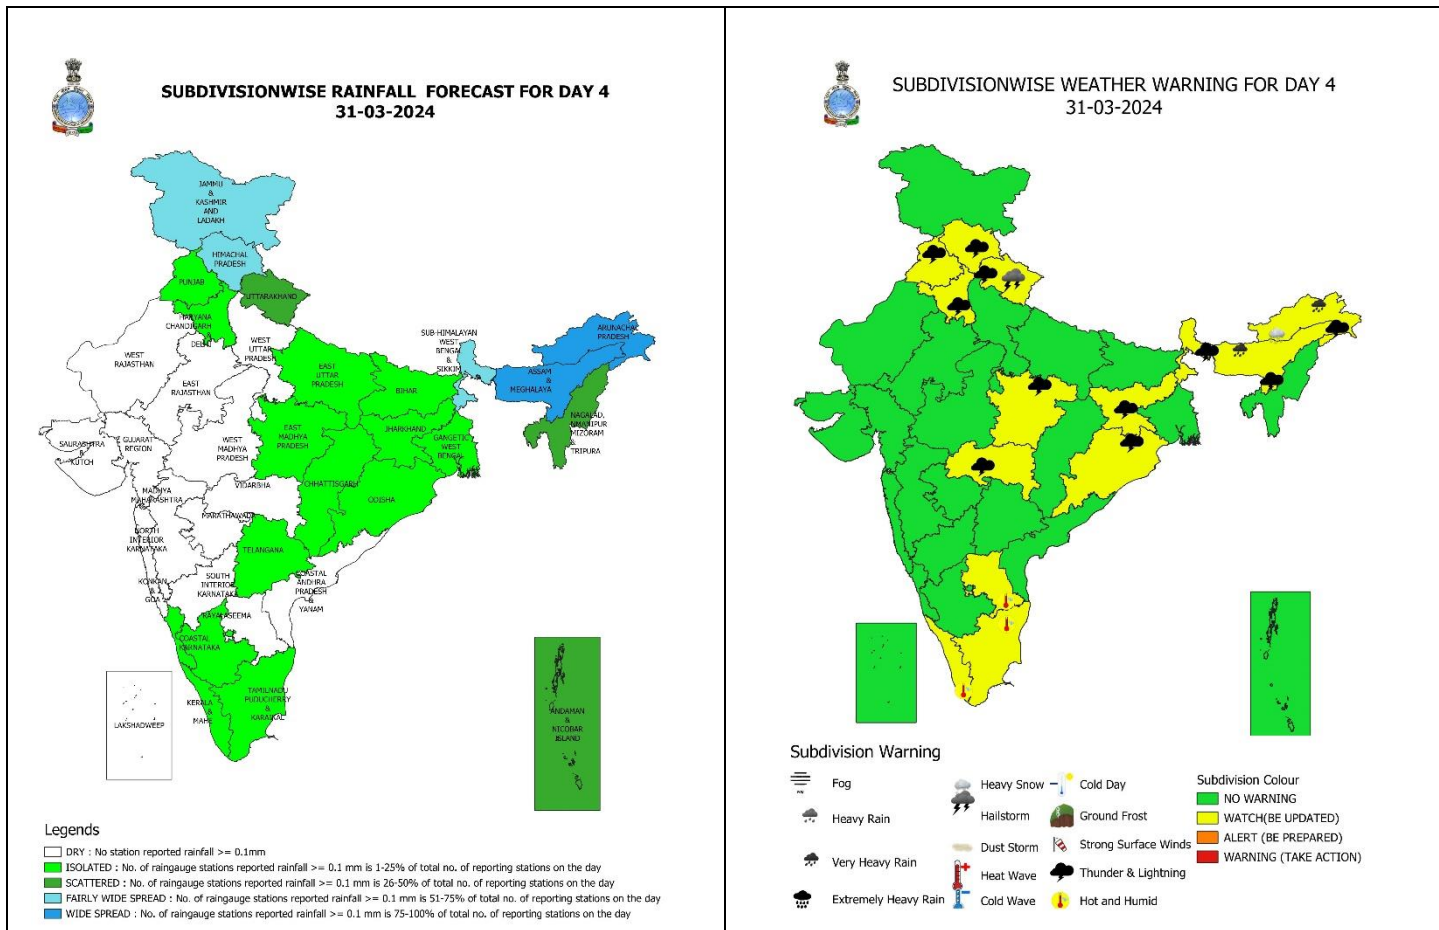 SUBDIVISIONWISE RAINFALL FORECAST FOR DAY 4
31-03-2024
JAMMU
&
KASHMIR
AND
LADAKH
HIMACHAL
PRADESH
PUNJAB
UTTARAKHAND
HARYANA
CHANDIGARH
&
DELHI
WEST
UTTAR
PRADESH
WEST
RAJASTHAN
EAST
RAJASTHAN
EAST
UTTAR
PRADESH
BIHAR
SUB-HIMALAYAN
WEST
BENGAL
&
SIKKIM
ARUNACHAL
PRADESH
ASSAM
&
MEGHALAYA
NAGALAD,
MANIPUR
MIZORAM
&
TRIPURA
SAURASHTRA
&
KUTCH
GUJARAT
REGION
WEST
MADHYA
PRADESH
EAST
MADHYA
PRADESH
JHARKHAND
GANGETIC
WEST
BENGAL
CHHATTISGARH
ODISHA
VIDARBHA
MADHYA
MAHARASHTRA
MARATHAWADA
NORTH
INTERIOR
KARNATAKA
TELANGANA
KONKAN
&
GOA
SOUTH
INTERIOR
KARNATAKA
COASTAL
ANDHRA
PRADESH
&
YANAM
RAYALASEEMA
COASTAL
KARNATAKA
KERALA
&
MAHE
TAMILNADU
PUDUCHERRY
&
KARAIKAL
LAKSHADWEEP
ANDAMAN
&
NICOBAR
ISLAND
Legends
DRY : No station reported rainfall >= 0.1mm
ISOLATED : No. of raingauge stations reported rainfall >= 0.1 mm is 1-25% of total no. of reporting stations on the day
SCATTERED : No. of raingauge stations reported rainfall >= 0.1 mm is 26-50% of total no. of reporting stations on the day
FAIRLY WIDE SPREAD : No. of raingauge stations reported rainfall >= 0.1 mm is 51-75% of total no. of reporting stations on the day
WIDE SPREAD : No. of raingauge stations reported rainfall >= 0.1 mm is 75-100% of total no. of reporting stations on the day
SUBDIVISIONWISE WEATHER WARNING FOR DAY 4
31-03-2024
Subdivision Warning
Fog
Heavy Rain
Very Heavy Rain
Extremely Heavy Rain
Heavy Snow
Hailstorm
Dust Storm
Heat Wave
Cold Wave
Cold Day
Ground Frost
Strong Surface Winds
Thunder & Lightning
Hot and Humid
Subdivision Colour
NO WARNING
WATCH(BE UPDATED)
ALERT (BE PREPARED)
WARNING (TAKE ACTION)